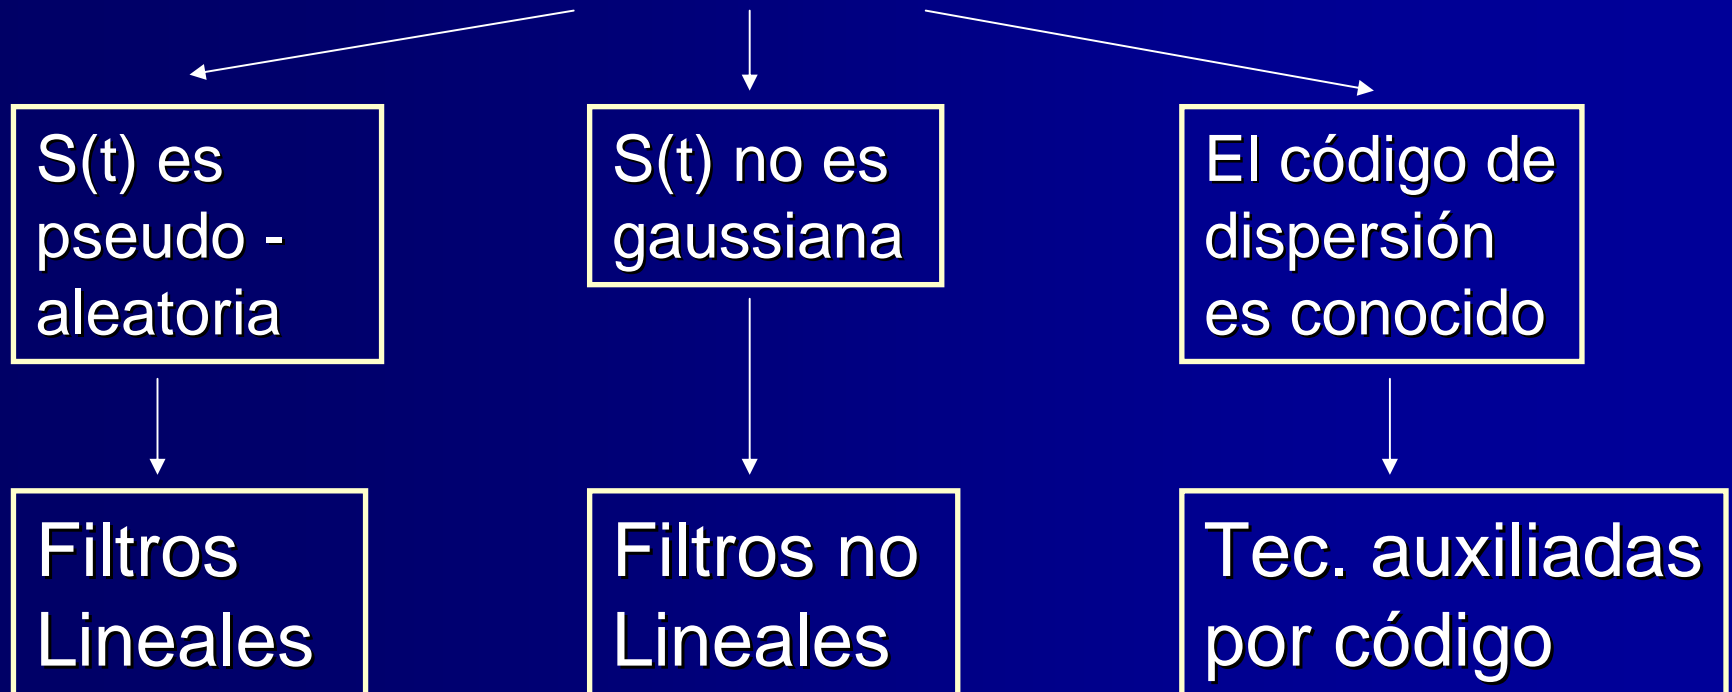 S(t) es
pseudo -
aleatoria
S(t) no es
gaussiana
El código de
dispersión
es conocido
Filtros
Lineales
Filtros no
Lineales
Tec. auxiliadas
por código